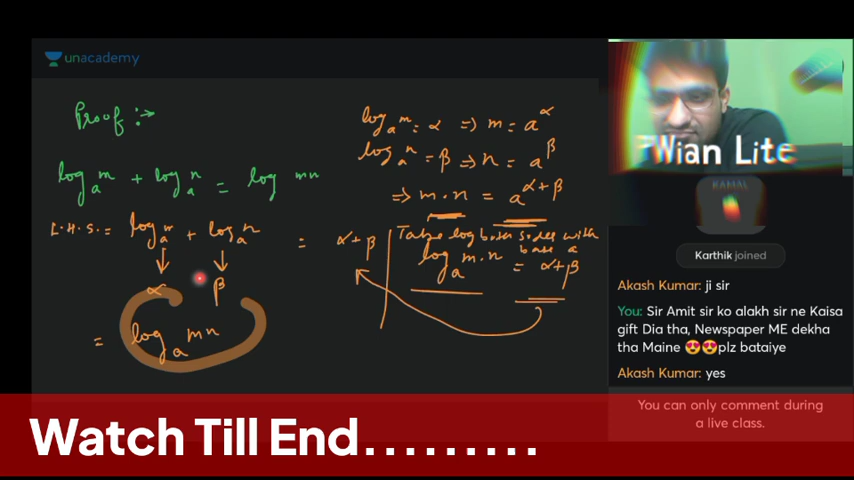 unacademy
Proof :->
log_a m + log_a n = log mn
L.H.S. = log_a m + log_a n = α+β
α β
= log_a mn
log_a m = α => m = a^α
log_a n = β => n = a^β
=> m.n = a^α+β
Take log both sides with
base a
log_a m.n = α+β
PWian Lite
KAMAL
Karthik joined
Akash Kumar: ji sir
You: Sir Amit sir ko alakh sir ne Kaisa
gift Dia tha, Newspaper ME dekha
tha Maine 😍😍plz bataiye
Akash Kumar: yes
You can only comment during
a live class.
Watch Till End.........